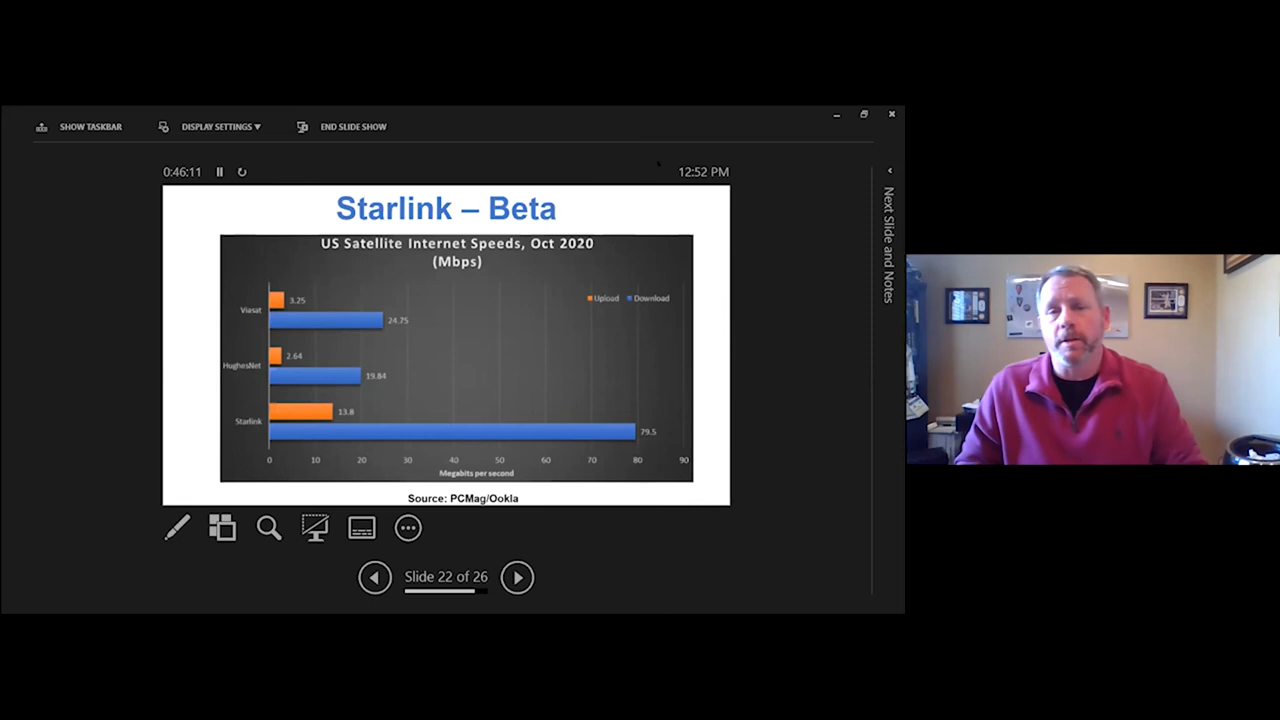 SHOW TASKBAR
DISPLAY SETTINGS ▾
END SLIDE SHOW
0:46:11
12:52 PM
Next Slide and Notes
Starlink – Beta
US Satellite Internet Speeds, Oct 2020
(Mbps)
Upload Download
Viasat
3.25
24.75
HughesNet
2.64
19.84
Starlink
13.8
79.5
0 10 20 30 40 50 60 70 80 90
Megabits per second
Source: PCMag/Ookla
Slide 22 of 26